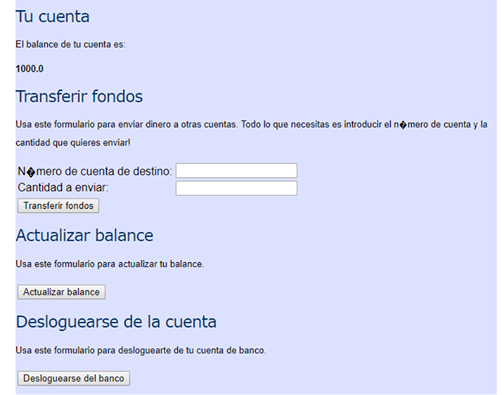 Tu cuenta
El balance de tu cuenta es:
1000.0
Transferir fondos
Usa este formulario para enviar dinero a otras cuentas. Todo lo que necesitas es introducir el n�mero de cuenta y la
cantidad que quieres enviar!
N�mero de cuenta de destino:
Cantidad a enviar:
Transferir fondos
Actualizar balance
Usa este formulario para actualizar tu balance.
Actualizar balance
Desloguearse de la cuenta
Usa este formulario para desloguearte de tu cuenta de banco.
Desloguearse del banco